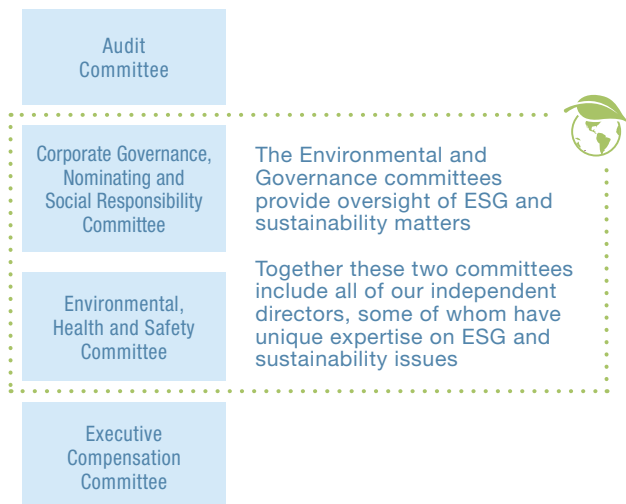 Audit
Committee
Corporate Governance,
Nominating and
Social Responsibility
Committee
The Environmental and
Governance committees
provide oversight of ESG and
sustainability matters
Together these two committees
include all of our independent
directors, some of whom have
unique expertise on ESG and
sustainability issues
Environmental,
Health and Safety
Committee
Executive
Compensation
Committee